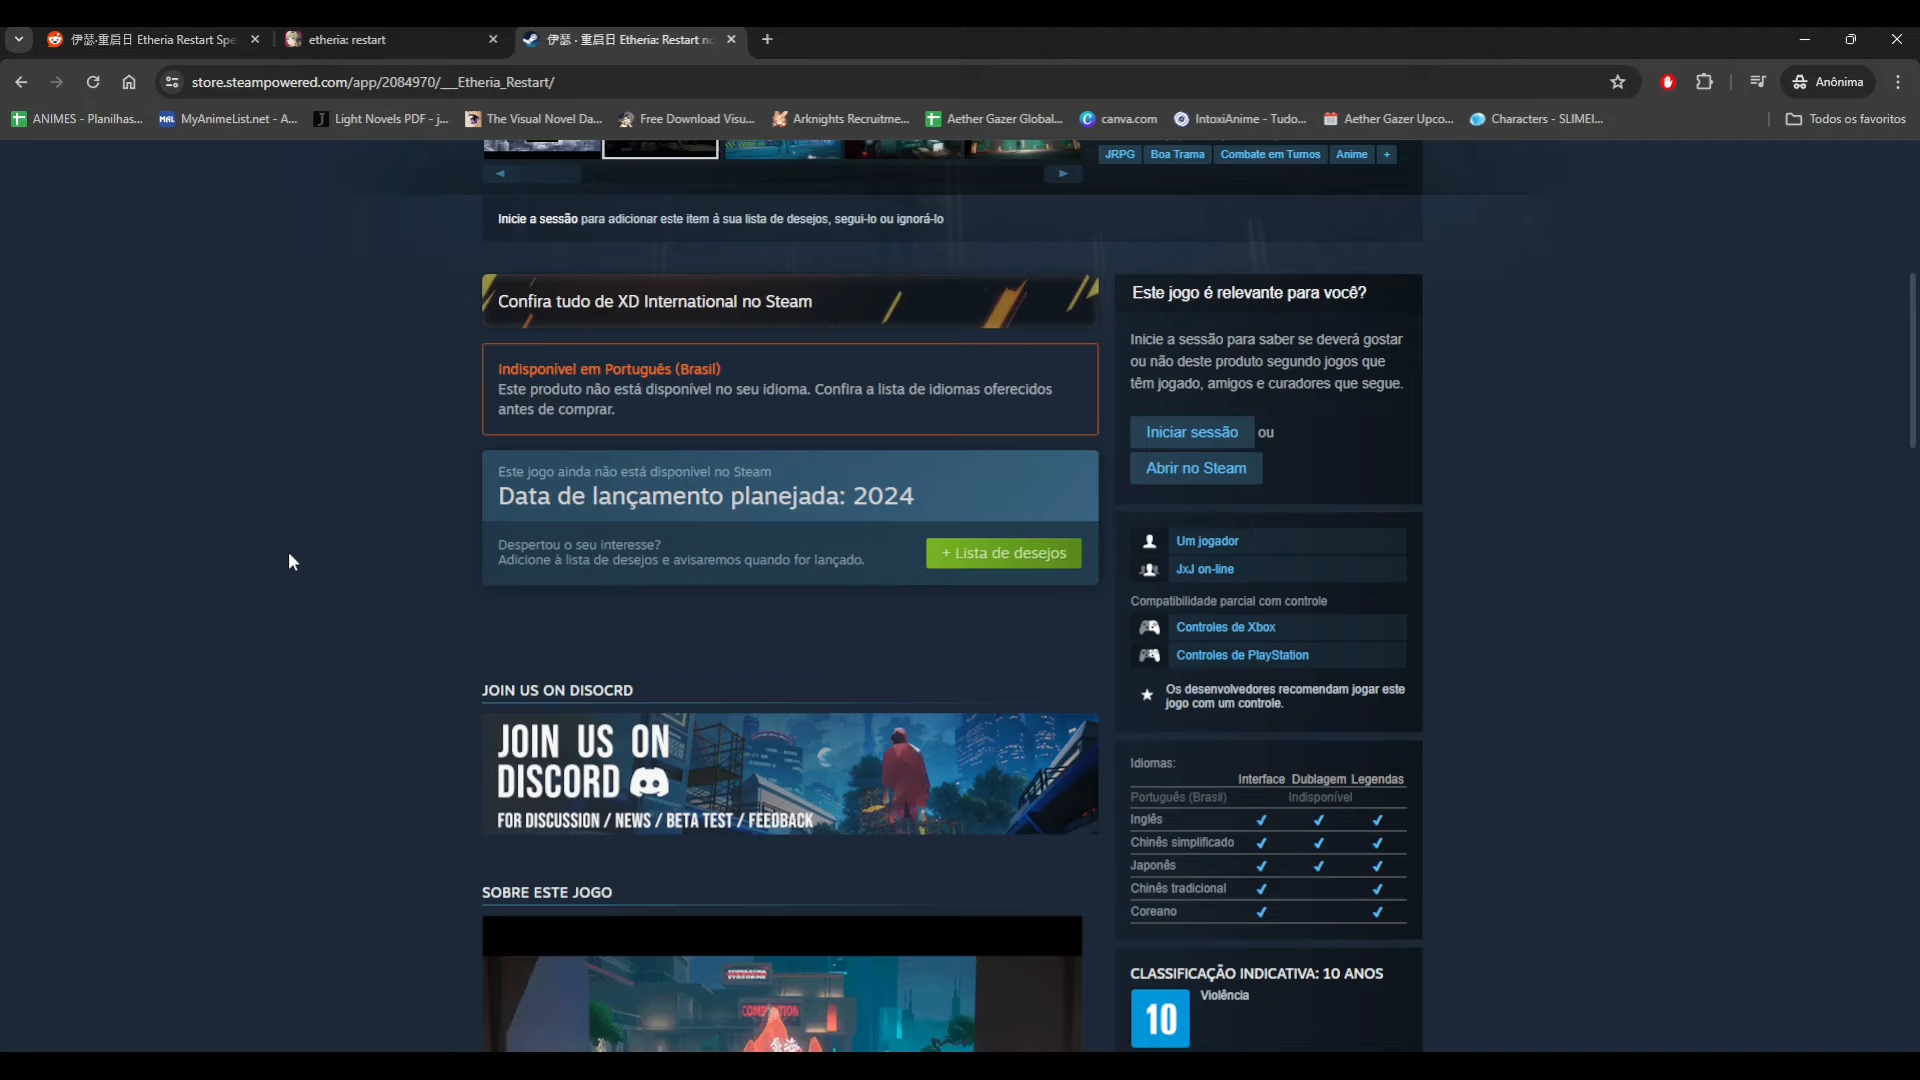 伊瑟·重启日 Etheria Restart Spe
etheria: restart
伊瑟 · 重启日 Etheria: Restart no
store.steampowered.com/app/2084970/__Etheria_Restart/
Anônima
ANIMES - Planilhas...
MyAnimeList.net - A...
Light Novels PDF - j...
The Visual Novel Da...
Free Download Visu...
Arknights Recruitme...
Aether Gazer Global...
canva.com
IntoxiAnime - Tudo...
Aether Gazer Upco...
Characters - SLIMEI...
Todos os favoritos
JRPG
Boa Trama
Combate em Turnos
Anime
+
Inicie a sessão para adicionar este item à sua lista de desejos, segui-lo ou ignorá-lo
Confira tudo de XD International no Steam
Indisponível em Português (Brasil)
Este produto não está disponível no seu idioma. Confira a lista de idiomas oferecidos
antes de comprar.
Este jogo ainda não está disponível no Steam
Data de lançamento planejada: 2024
Despertou o seu interesse?
Adicione à lista de desejos e avisaremos quando for lançado.
+ Lista de desejos
JOIN US ON DISOCRD
JOIN US ON
DISCORD
FOR DISCUSSION / NEWS / BETA TEST / FEEDBACK
SOBRE ESTE JOGO
Este jogo é relevante para você?
Inicie a sessão para saber se deverá gostar
ou não deste produto segundo jogos que
têm jogado, amigos e curadores que segue.
Iniciar sessão ou
Abrir no Steam
Um jogador
JxJ on-line
Compatibilidade parcial com controle
Controles de Xbox
Controles de PlayStation
Os desenvolvedores recomendam jogar este
jogo com um controle.
Idiomas:
Interface Dublagem Legendas
Português (Brasil) Indisponível
Inglês ✔ ✔ ✔
Chinês simplificado ✔ ✔ ✔
Japonês ✔ ✔ ✔
Chinês tradicional ✔ ✔
Coreano ✔ ✔
CLASSIFICAÇÃO INDICATIVA: 10 ANOS
10
Violência